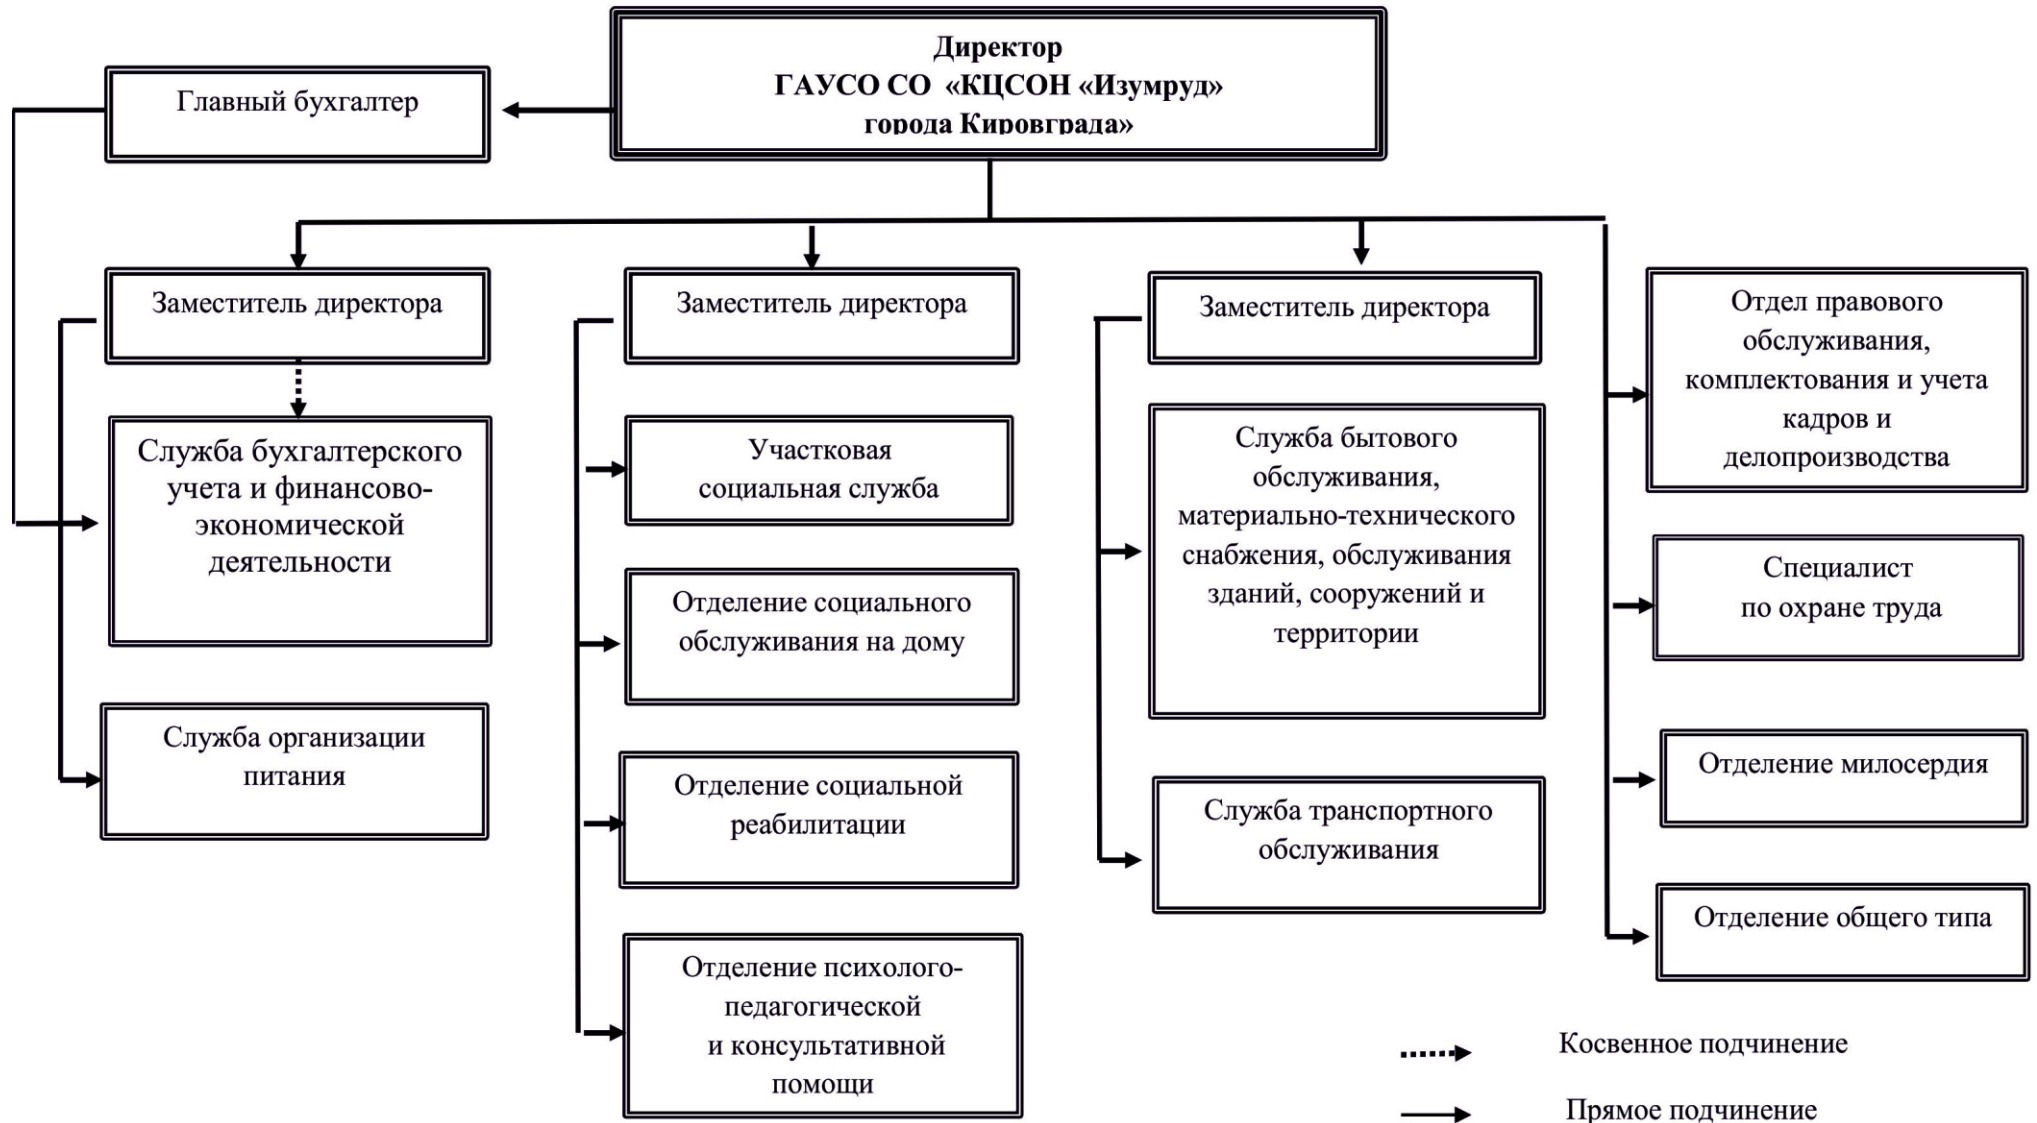 Директор
ГАУСО СО «КЦСОН «Изумруд»
города Кировграда»
Главный бухгалтер
Заместитель директора
Служба бухгалтерского
учета и финансово-
экономической
деятельности
Служба организации
питания
Заместитель директора
Участковая
социальная служба
Отделение социального
обслуживания на дому
Отделение социальной
реабилитации
Отделение психолого-
педагогической
и консультативной
помощи
Заместитель директора
Служба бытового
обслуживания,
материально-технического
снабжения, обслуживания
зданий, сооружений и
территории
Служба транспортного
обслуживания
Отдел правового
обслуживания,
комплектования и учета
кадров и
делопроизводства
Специалист
по охране труда
Отделение милосердия
Отделение общего типа
Косвенное подчинение
Прямое подчинение